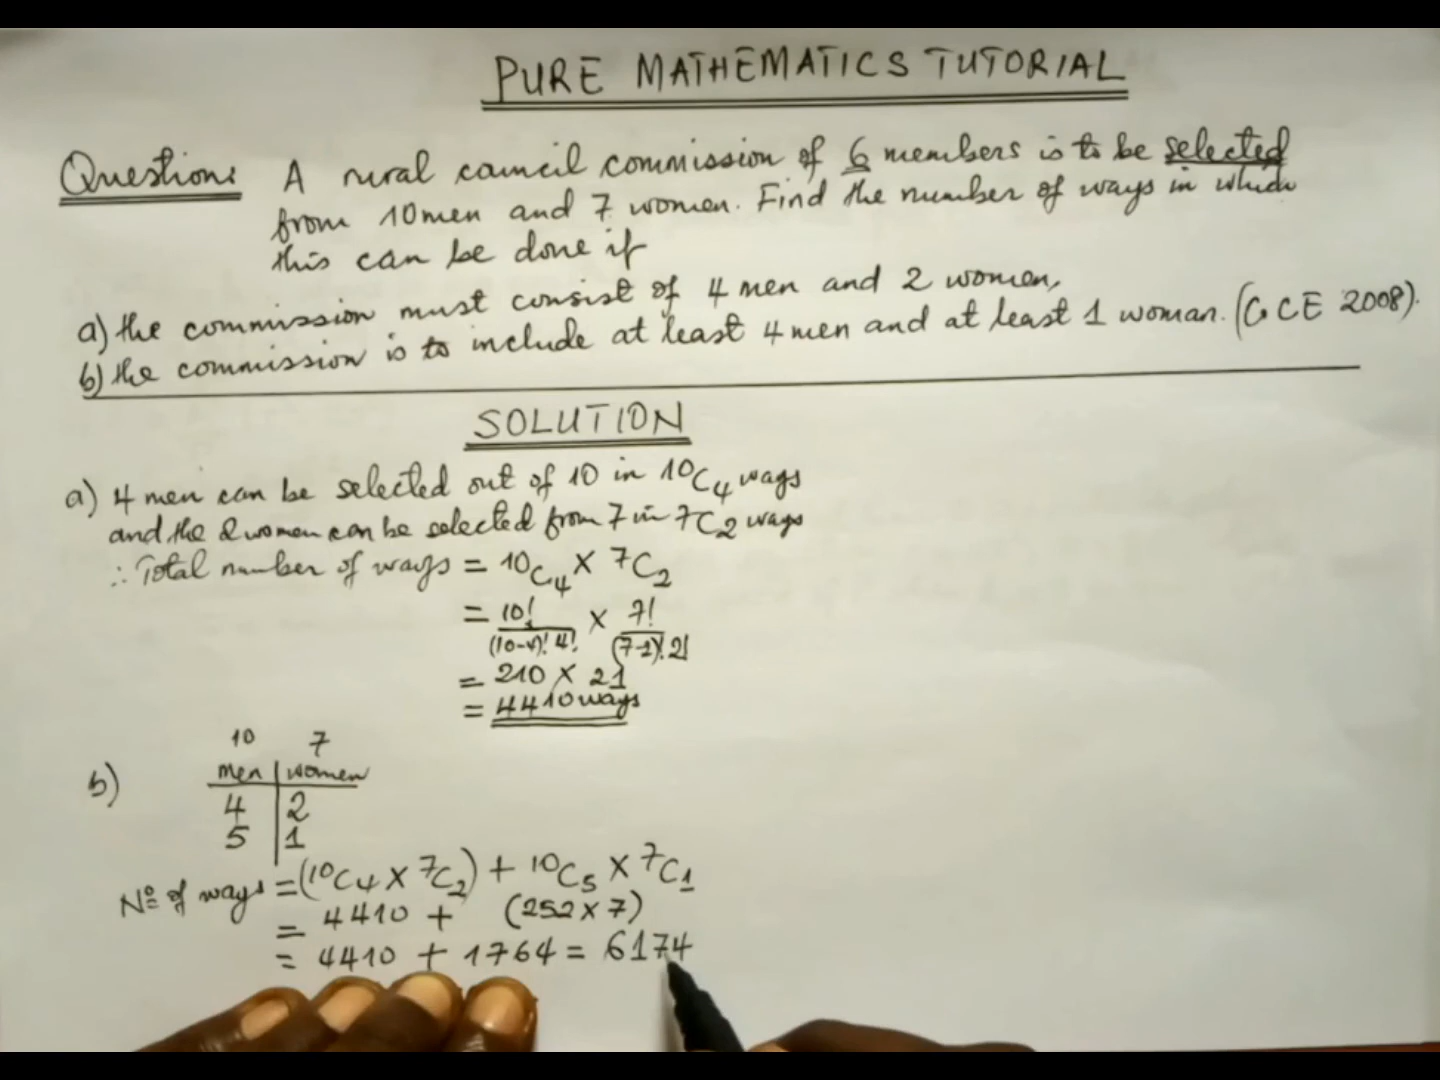 PURE MATHEMATICS TUTORIAL
Question: A rural council commission of 6 members is to be selected
from 10 men and 7 women. Find the number of ways in which
this can be done if
a) the commission must consist of 4 men and 2 women,
b) the commission is to include at least 4 men and at least 1 woman. (GCE 2008).
SOLUTION
a) 4 men can be selected out of 10 in 10C4 ways
and the 2 women can be selected from 7 in 7C2 ways
∴ Total number of ways = 10C4 × 7C2
= 10!/(10-4)! 4! × 7!/(7-2)! 2!
= 210 × 21
= 4410 ways
10 7
b) men | women
4 | 2
5 | 1
No of ways = (10C4 × 7C2) + 10C5 × 7C1
= 4410 + (252 × 7)
= 4410 + 1764 = 6174